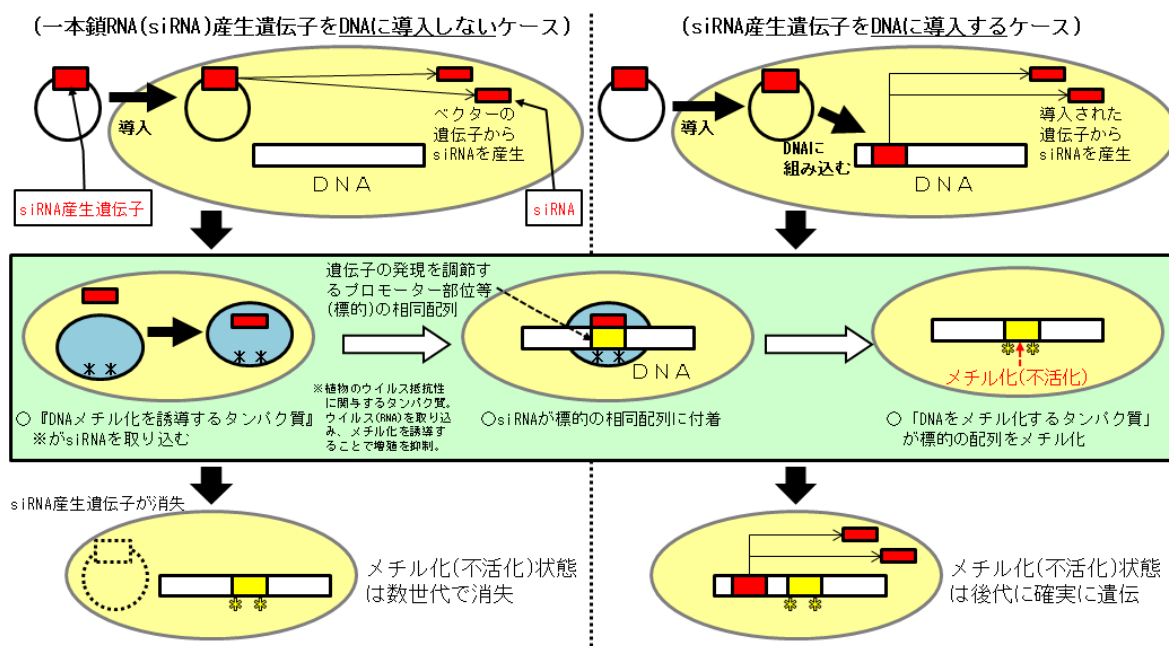 (一本鎖RNA(siRNA)産生遺伝子をDNAに導入しないケース)
導入
ベクターの
遺伝子から
siRNAを産生
DNA
siRNA産生遺伝子
siRNA
(siRNA産生遺伝子をDNAに導入するケース)
導入
DNAに
組み込む
導入された
遺伝子から
siRNAを産生
DNA
遺伝子の発現を調節す
るプロモーター部位等
(標的)の相同配列
DNA
メチル化(不活化)
○『DNAメチル化を誘導するタンパク質』
※がsiRNAを取り込む
※植物のウイルス抵抗性
に関与するタンパク質。
ウイルス(RNA)を取り込
み、メチル化を誘導す
ることで増殖を抑制。
○siRNAが標的の相同配列に付着
○「DNAをメチル化するタンパク質」
が標的の配列をメチル化
siRNA産生遺伝子が消失
メチル化(不活化)状態
は数世代で消失
メチル化(不活化)状態
は後代に確実に遺伝